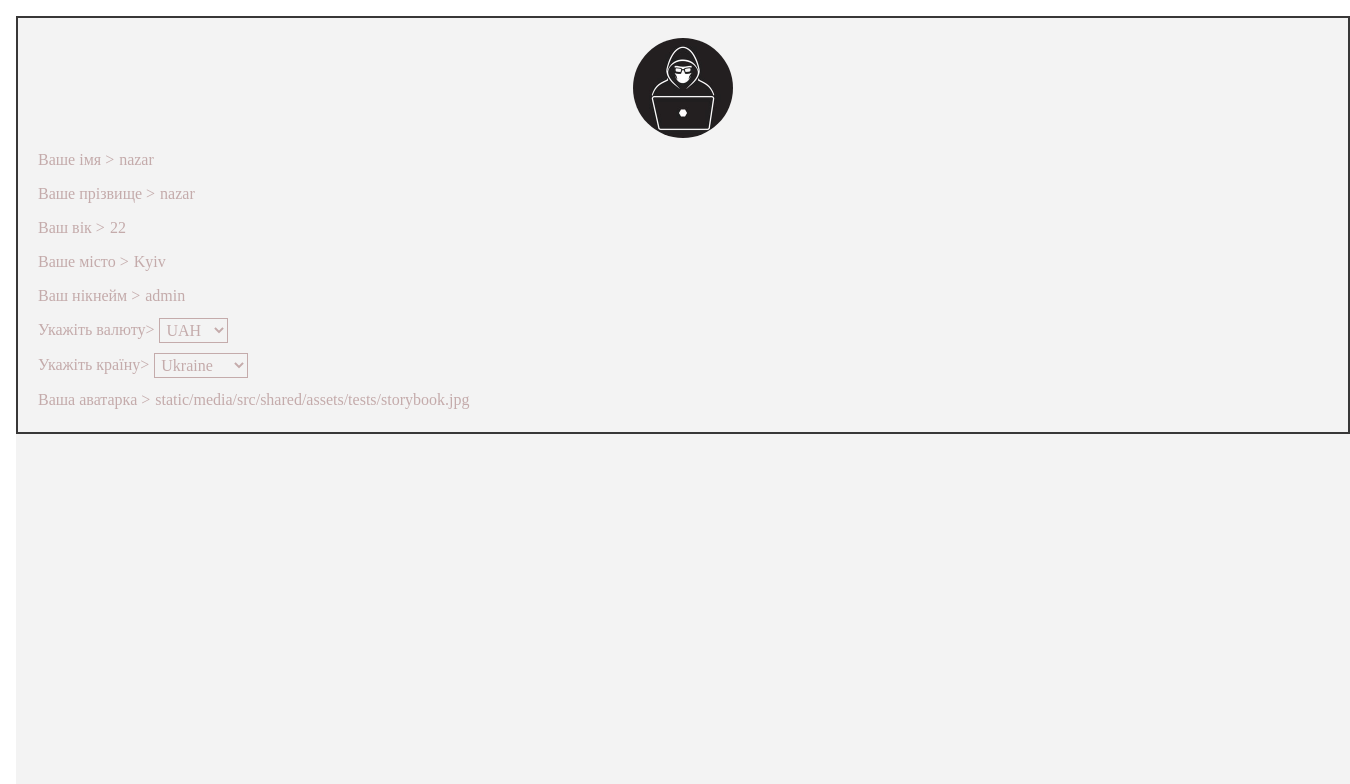 Ваше імя > nazar
Ваше прізвище > nazar
Ваш вік > 22
Ваше місто > Kyiv
Ваш нікнейм > admin
Укажіть валюту> UAH
Укажіть країну> Ukraine
Ваша аватарка > static/media/src/shared/assets/tests/storybook.jpg